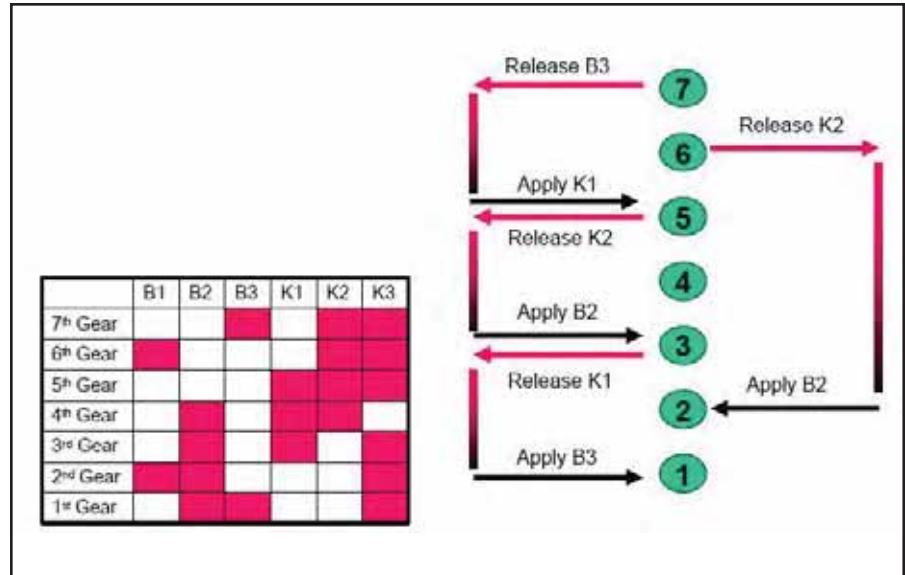 Release B3
7
Release K2
6
Apply K1
5
Release K2
4
Apply B2
3
Release K1
Apply B2
2
Apply B3
1
B1 B2 B3 K1 K2 K3
7th Gear
6th Gear
5th Gear
4th Gear
3rd Gear
2nd Gear
1st Gear